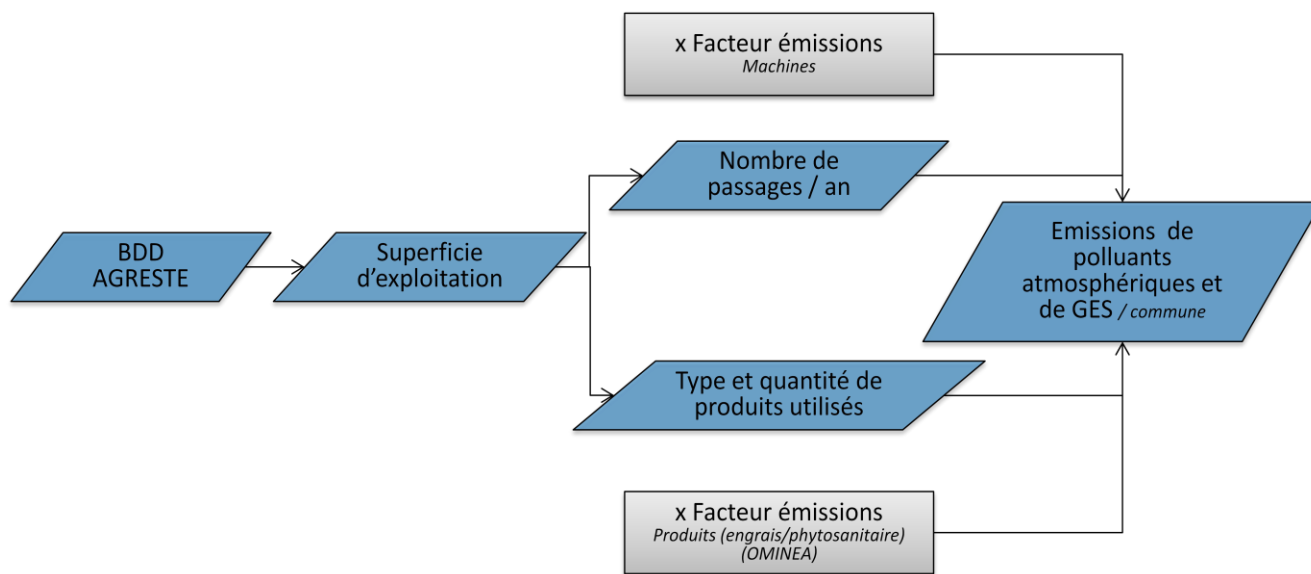 x Facteur émissions
Machines
Nombre de
passages / an
BDD
AGRESTE
Superficie
d'exploitation
Emissions de
polluants
atmosphériques et
de GES / commune
Type et quantité de
produits utilisés
x Facteur émissions
Produits (engrais/phytosanitaire)
(OMINEA)